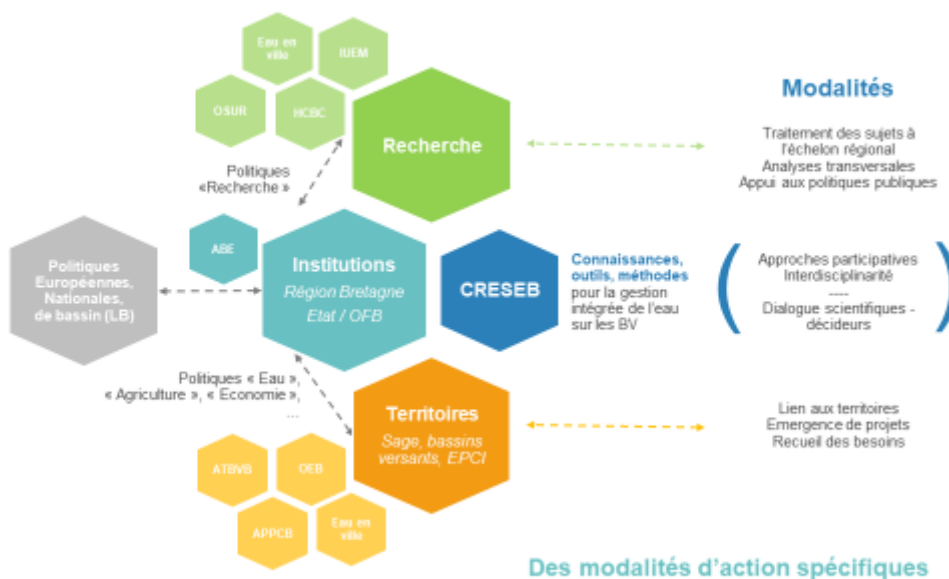 Eau en
ville
IUEM
OSUR
HCBC
Recherche
Modalités
Traitement des sujets à
l'échelon régional
Analyses transversales
Appui aux politiques publiques
Politiques
«Recherche »
ABE
Politiques
Européennes,
Nationales,
de bassin (LB)
Institutions
Région Bretagne
Etat / OFB
CRESEB
Connaissances,
outils, méthodes
pour la gestion
intégrée de l'eau
sur les BV
Approches participatives
Interdisciplinarité
----
Dialogue scientifiques -
décideurs
Politiques « Eau »,
« Agriculture », « Economie »,
...
Territoires
Sage, bassins
versants, EPCI
Lien aux territoires
Emergence de projets
Recueil des besoins
ATBVB
OEB
APPCB
Eau en
ville
Des modalités d'action spécifiques